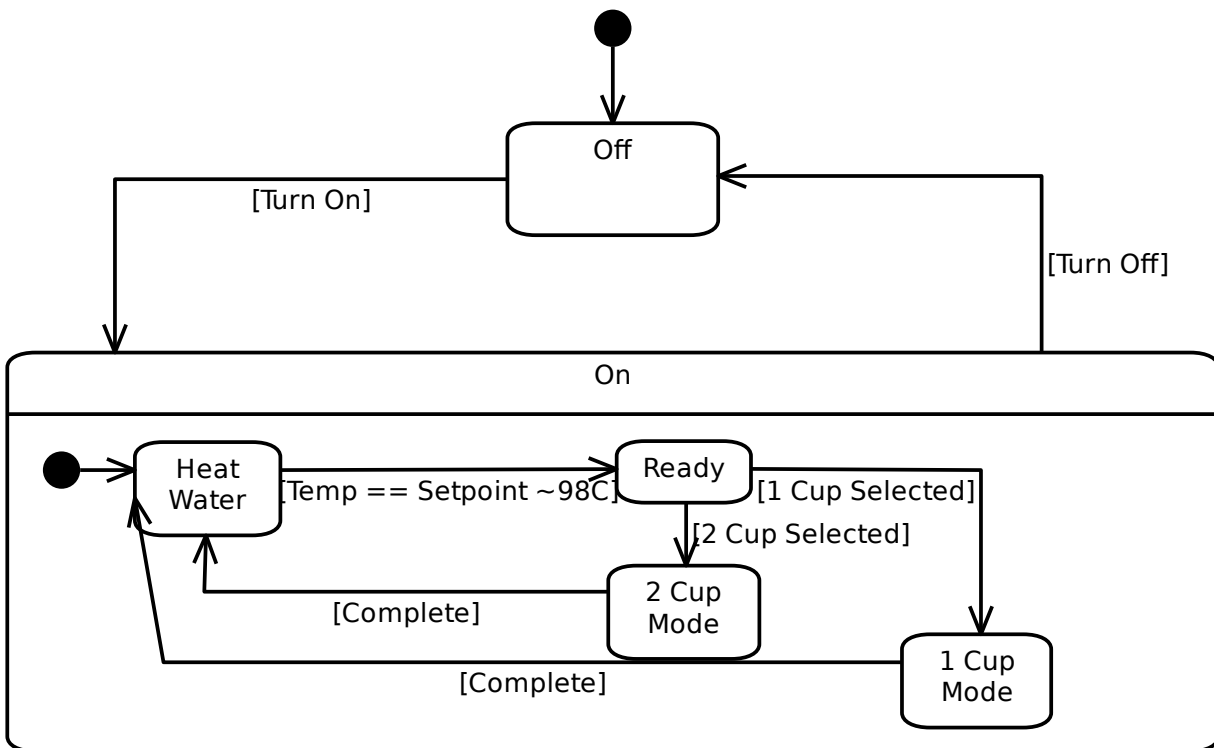 Off
[Turn On]
[Turn Off]
On
Heat
Water
[Temp == Setpoint ~98C]
Ready
[1 Cup Selected]
[2 Cup Selected]
2 Cup
Mode
[Complete]
1 Cup
Mode
[Complete]